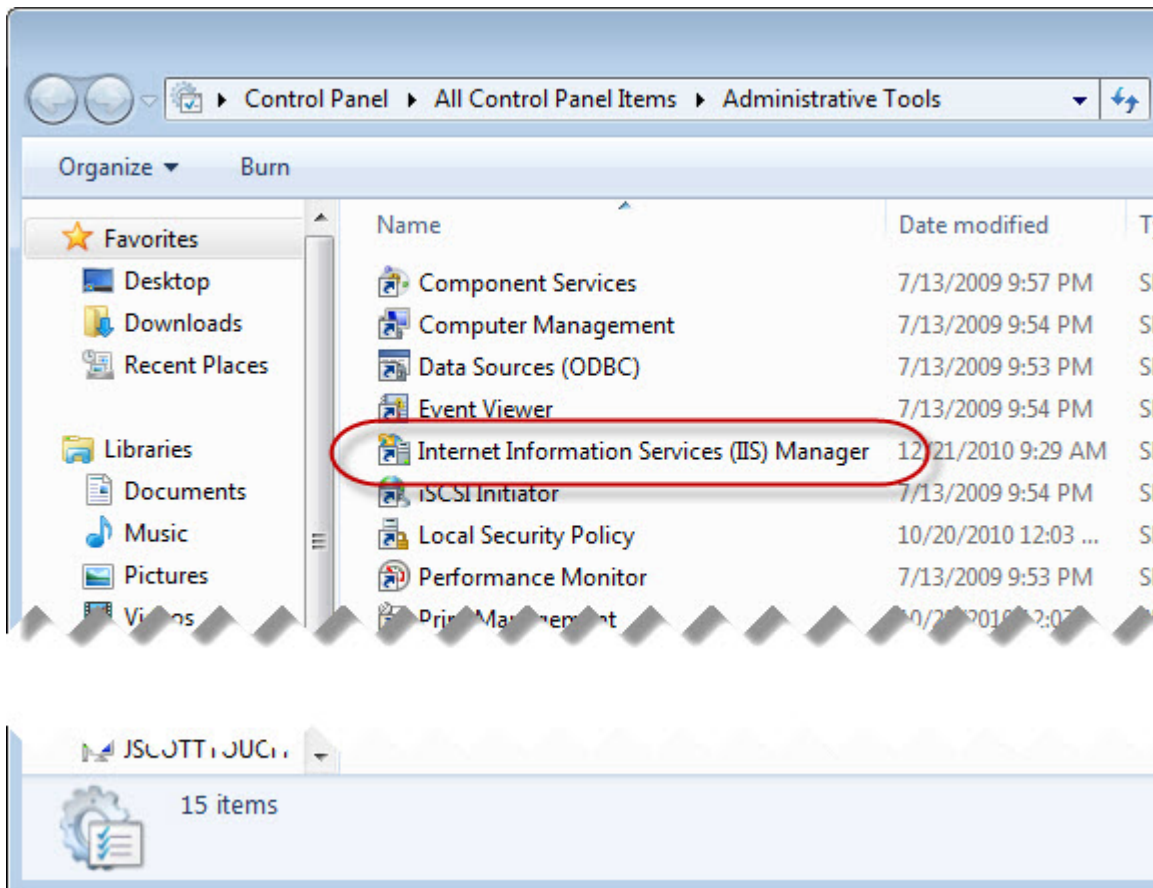 Control Panel All Control Panel Items Administrative Tools
Organize Burn
Name Date modified
Favorites
Desktop
Downloads
Recent Places
Libraries
Documents
Music
Pictures
Component Services 7/13/2009 9:57 PM
Computer Management 7/13/2009 9:54 PM
Data Sources (ODBC) 7/13/2009 9:53 PM
Event Viewer 7/13/2009 9:54 PM
Internet Information Services (IIS) Manager 12/21/2010 9:29 AM
iSCSI Initiator 7/13/2009 9:54 PM
Local Security Policy 10/20/2010 12:03 ...
Performance Monitor 7/13/2009 9:53 PM
15 items